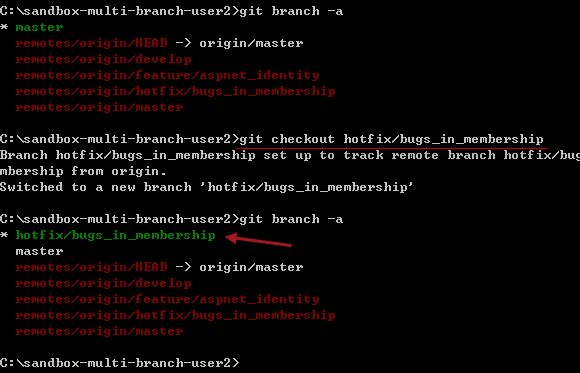 C:\sandbox-multi-branch-user2>git branch -a
* master
remotes/origin/HEAD -> origin/master
remotes/origin/develop
remotes/origin/feature/aspnet_identity
remotes/origin/hotfix/bugs_in_membership
remotes/origin/master
C:\sandbox-multi-branch-user2>git checkout hotfix/bugs_in_membership
Branch hotfix/bugs_in_membership set up to track remote branch hotfix/bug
mbership from origin.
Switched to a new branch 'hotfix/bugs_in_membership'
C:\sandbox-multi-branch-user2>git branch -a
* hotfix/bugs_in_membership
master
remotes/origin/HEAD -> origin/master
remotes/origin/develop
remotes/origin/feature/aspnet_identity
remotes/origin/hotfix/bugs_in_membership
remotes/origin/master
C:\sandbox-multi-branch-user2>